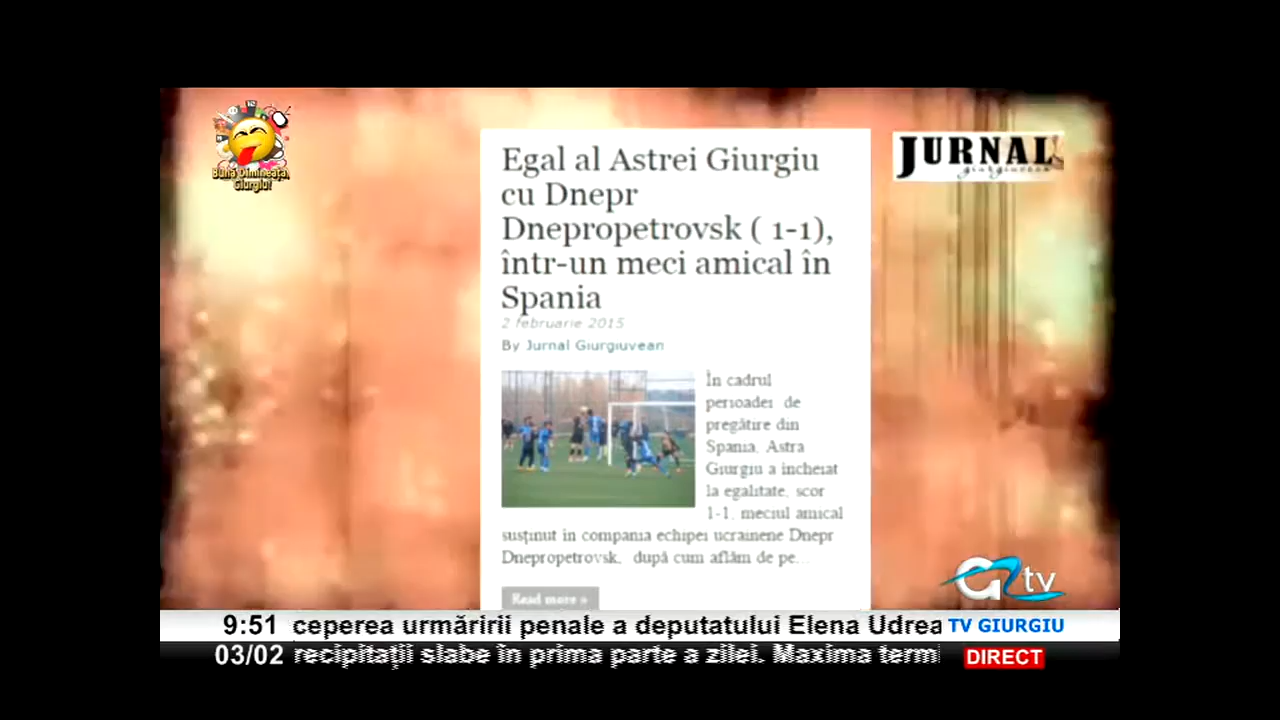 Bună Dimineața,
Giurgiu!
JURNAL
giurgiuvean
Egal al Astrei Giurgiu
cu Dnepr
Dnepropetrovsk ( 1-1),
într-un meci amical în
Spania
2 februarie 2015
By Jurnal Giurgiuvean
În cadrul
perioadei de
pregătire din
Spania, Astra
Giurgiu a încheiat
la egalitate, scor
1-1, meciul amical
susținut în compania echipei ucrainene Dnepr
Dnepropetrovsk, după cum aflăm de pe...
Read more »
G tv
9:51 ceperea urmăririi penale a deputatului Elena Udrea TV GIURGIU
03/02 recipitații slabe în prima parte a zilei. Maxima termi DIRECT